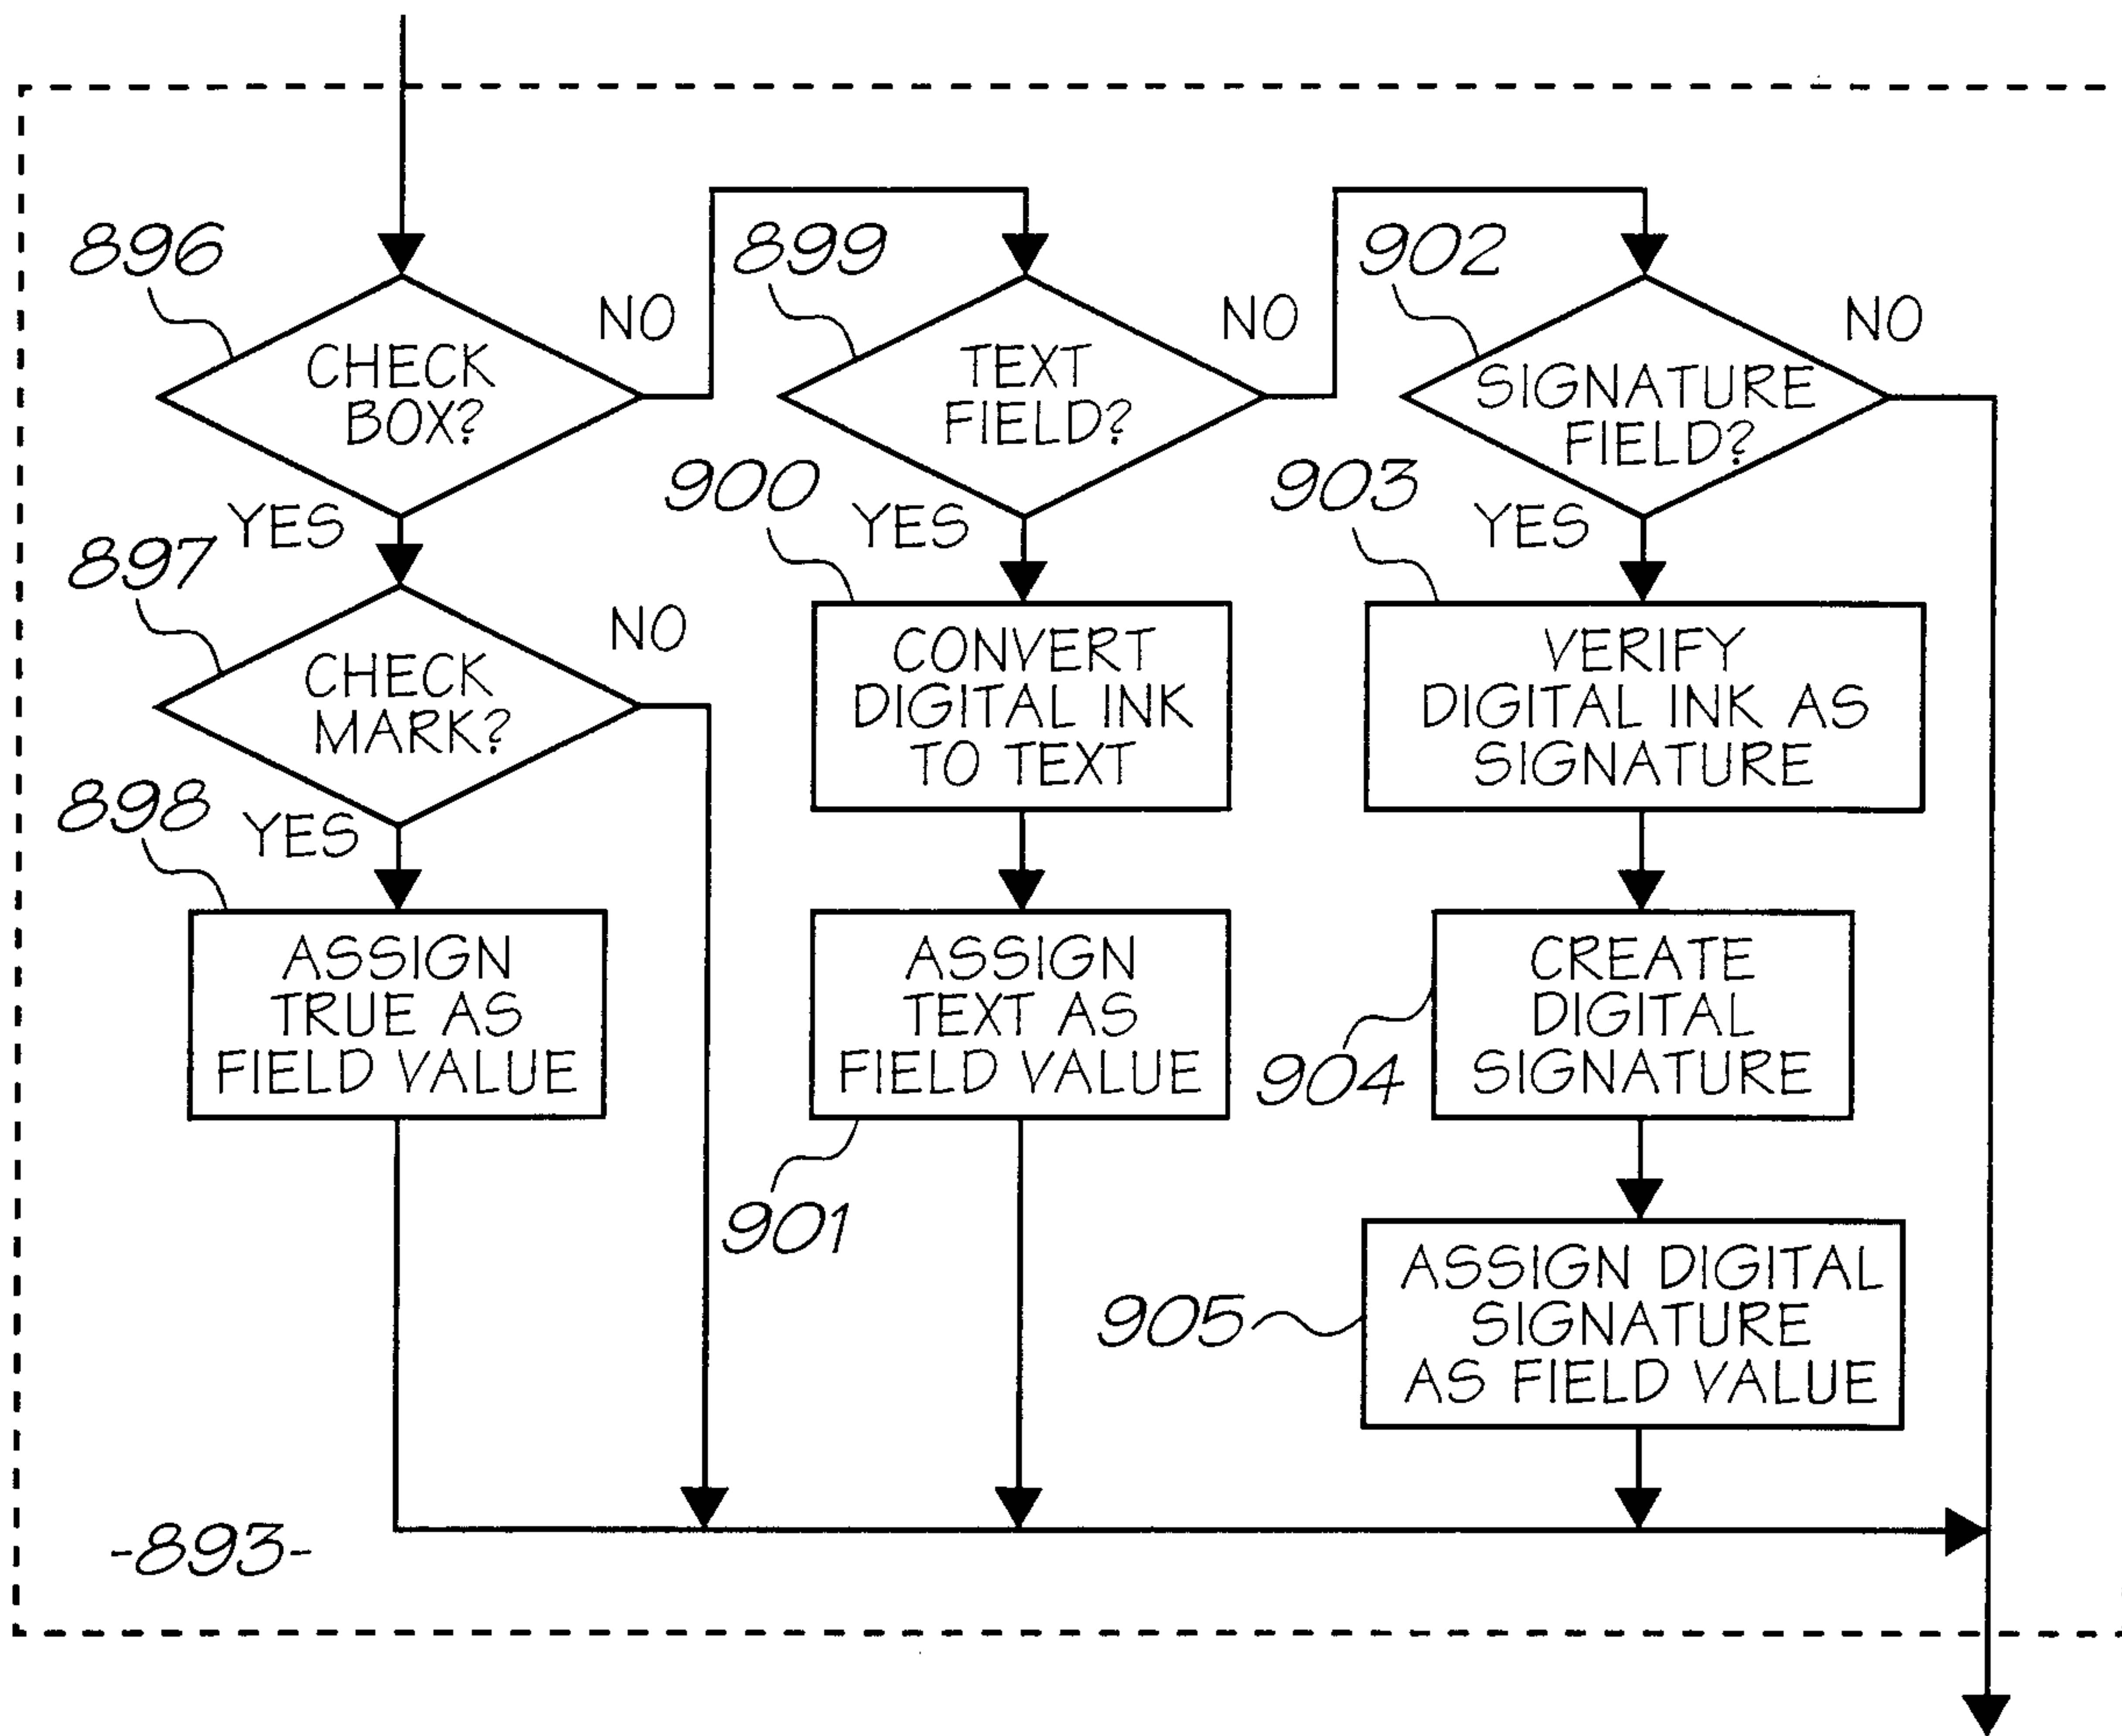 896
CHECK
BOX?
NO
YES
897
CHECK
MARK?
NO
YES
898
ASSIGN
TRUE AS
FIELD VALUE
899
TEXT
FIELD?
NO
YES
900
CONVERT
DIGITAL INK
TO TEXT
ASSIGN
TEXT AS
FIELD VALUE
901
902
SIGNATURE
FIELD?
NO
YES
903
VERIFY
DIGITAL INK AS
SIGNATURE
CREATE
DIGITAL
SIGNATURE
904
ASSIGN DIGITAL
SIGNATURE
AS FIELD VALUE
905
-893-